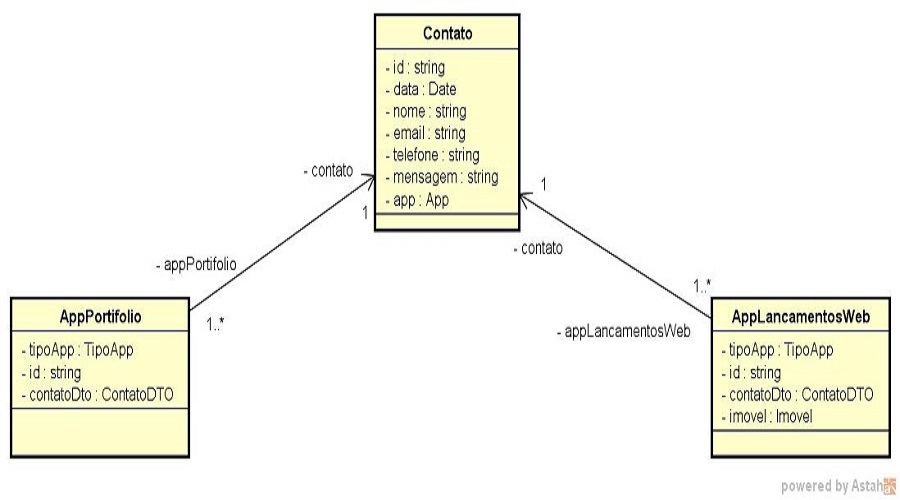 Contato
- id : string
- data : Date
- nome : string
- email : string
- telefone : string
- mensagem : string
- app : App
- contato
1
1
- contato
- appPortifolio
1..*
1..*
- appLancamentosWeb
AppPortifolio
- tipoApp : TipoApp
- id : string
- contatoDto : ContatoDTO
AppLancamentosWeb
- tipoApp : TipoApp
- id : string
- contatoDto : ContatoDTO
- imovel : Imovel
powered by Astah